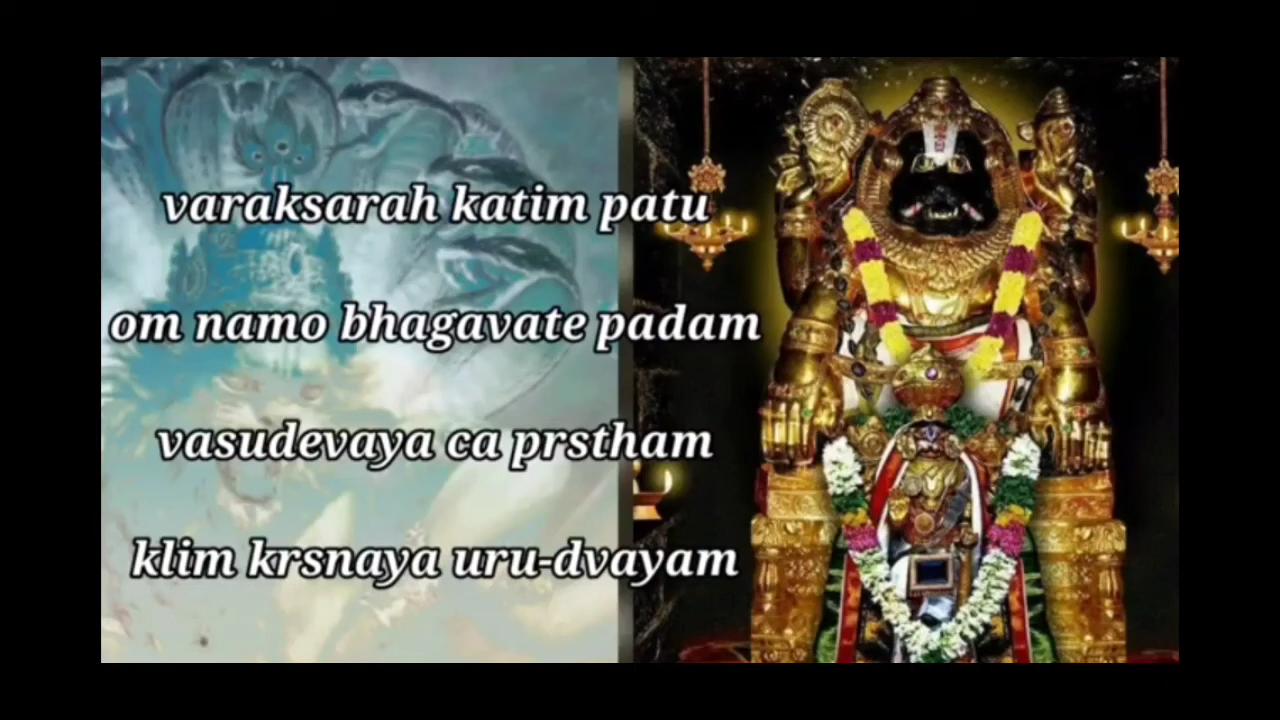 varaksarah katim patu
om namo bhagavate padam
vasudevaya ca prstham
klim krsnaya uru-dvayam